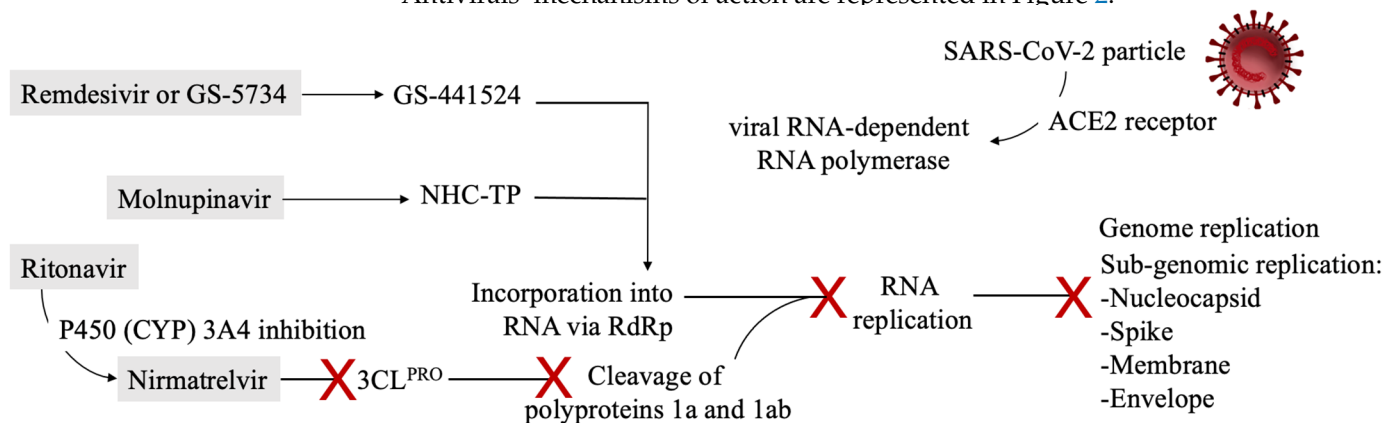 Antivirals' mechanisms of action are represented in Figure 2.
SARS-CoV-2 particle
Remdesivir or GS-5734
GS-441524
ACE2 receptor
viral RNA-dependent
RNA polymerase
Molnupinavir
NHC-TP
Genome replication
Sub-genomic replication:
-Nucleocapsid
-Spike
-Membrane
-Envelope
Ritonavir
Incorporation into
RNA via RdRp
RNA
replication
P450 (CYP) 3A4 inhibition
Nirmatrelvir
3CLᴾᴿᴼ
Cleavage of
polyproteins 1a and 1ab